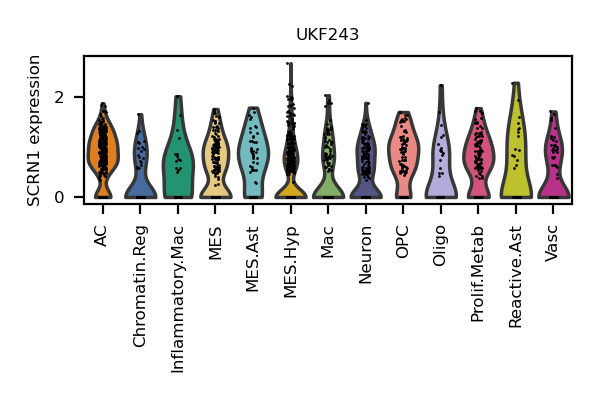 UKF243
SCRN1 expression
2
0
AC
Chromatin.Reg
Inflammatory.Mac
MES
MES.Ast
MES.Hyp
Mac
Neuron
OPC
Oligo
Prolif.Metab
Reactive.Ast
Vasc